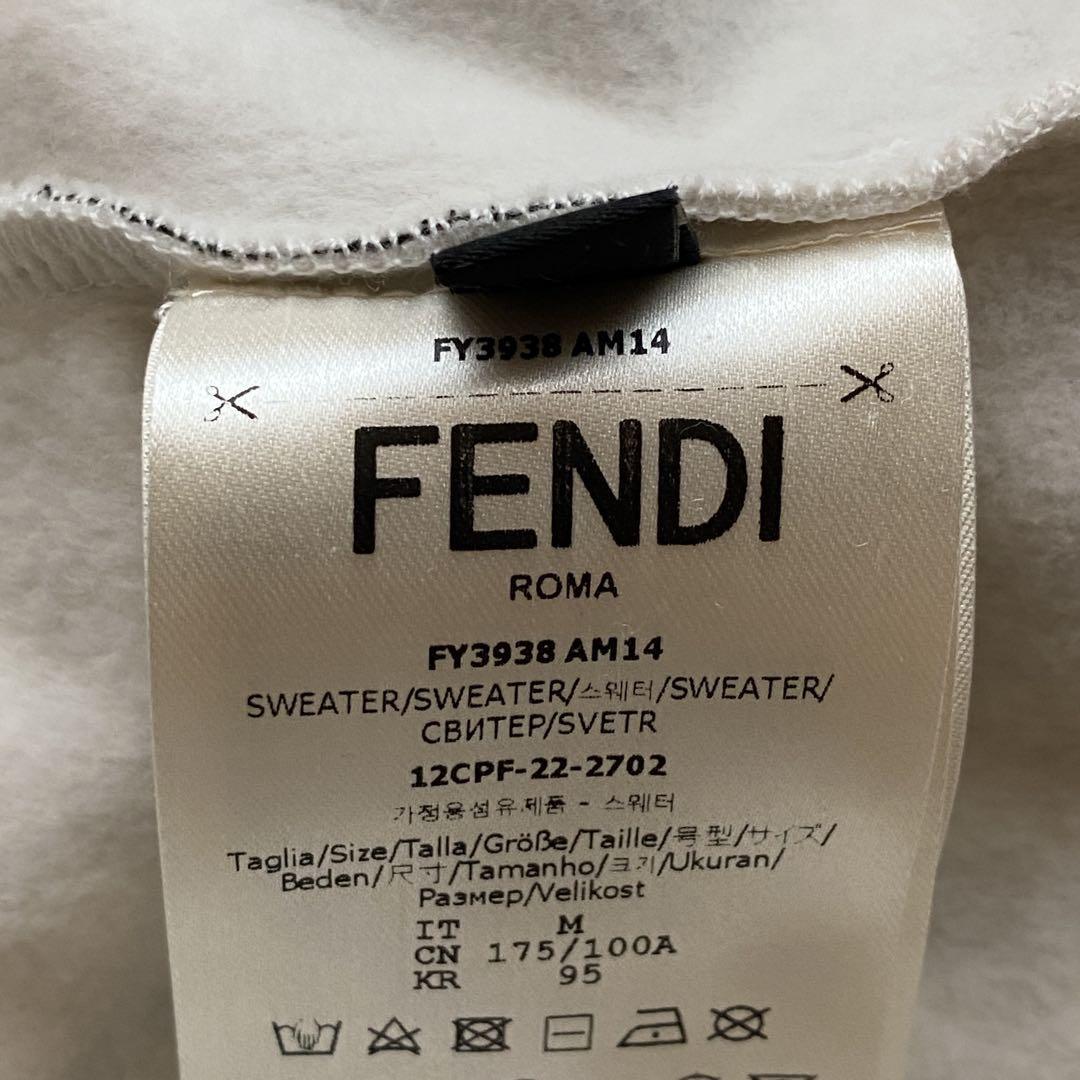 FY3938 AM14
FENDI
ROMA
FY3938 AM14
SWEATER/SWEATER/스웨터/SWEATER/
СВИТЕР/SVETR
12CPF-22-2702
가정용섬유제품 - 스웨터
Taglia/Size/Talla/Größe/Taille/号型/サイズ/
Beden/尺寸/Tamanho/크기/Ukuran/
Размер/Velikost
IT M
CN 175/100A
KR 95